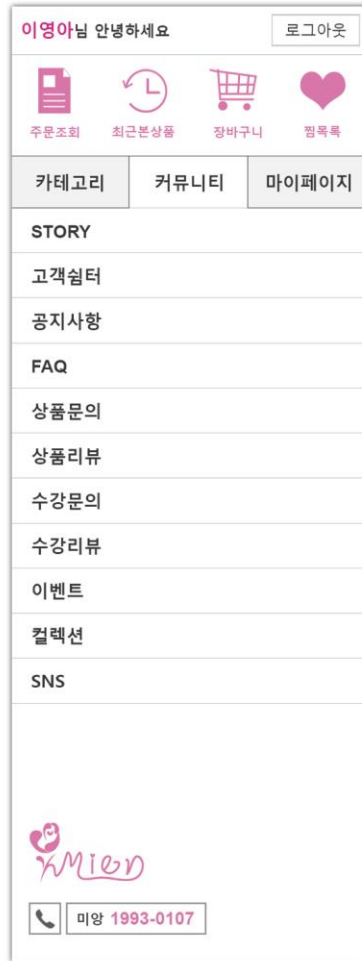 이영아님 안녕하세요 로그아웃
주문조회 최근본상품 장바구니 찜목록
카테고리 커뮤니티 마이페이지
STORY
고객쉼터
공지사항
FAQ
상품문의
상품리뷰
수강문의
수강리뷰
이벤트
컬렉션
SNS
Mien
미앙 1993-0107